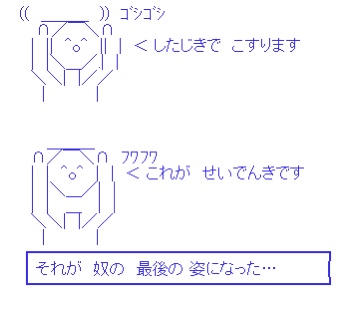 ｺﾞｼｺﾞｼ
＜ したじきで こすります
ﾌﾜﾌﾜ
＜ これが せいでんきです
それが 奴の 最後の 姿になった…